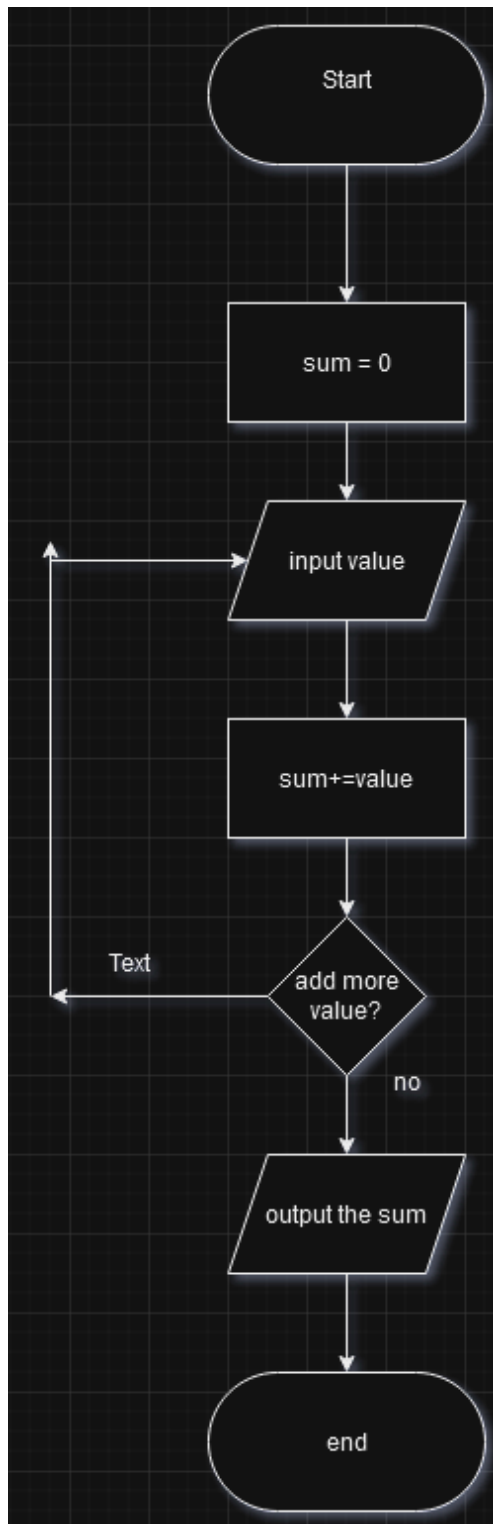 Start
sum = 0
input value
sum+=value
Text
add more
value?
no
output the sum
end